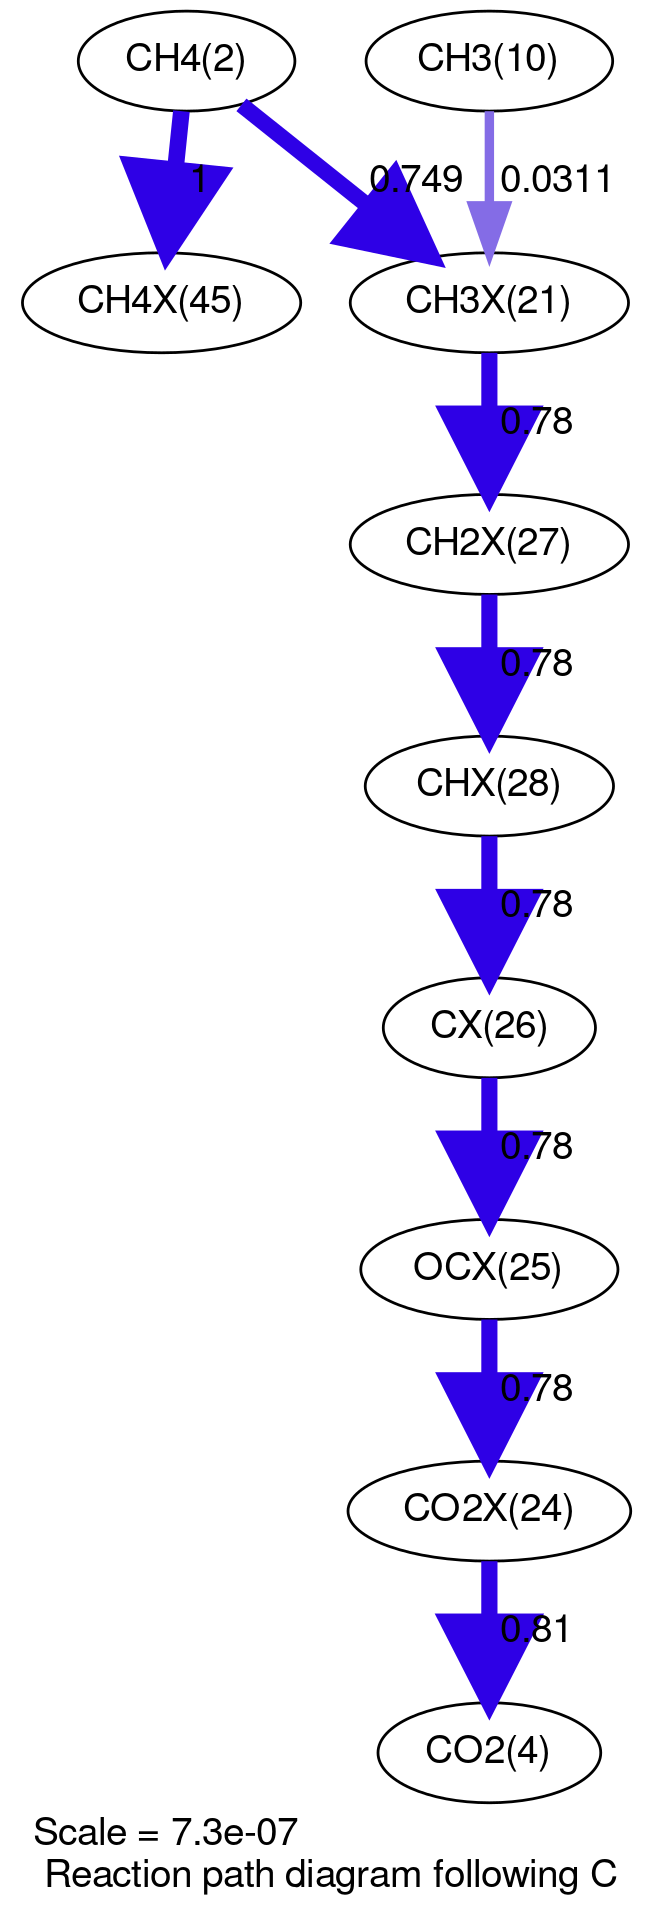 CH4(2)
CH3(10)
1
0.749
0.0311
CH4X(45)
CH3X(21)
0.78
CH2X(27)
0.78
CHX(28)
0.78
CX(26)
0.78
OCX(25)
0.78
CO2X(24)
0.81
CO2(4)
Scale = 7.3e-07
Reaction path diagram following C